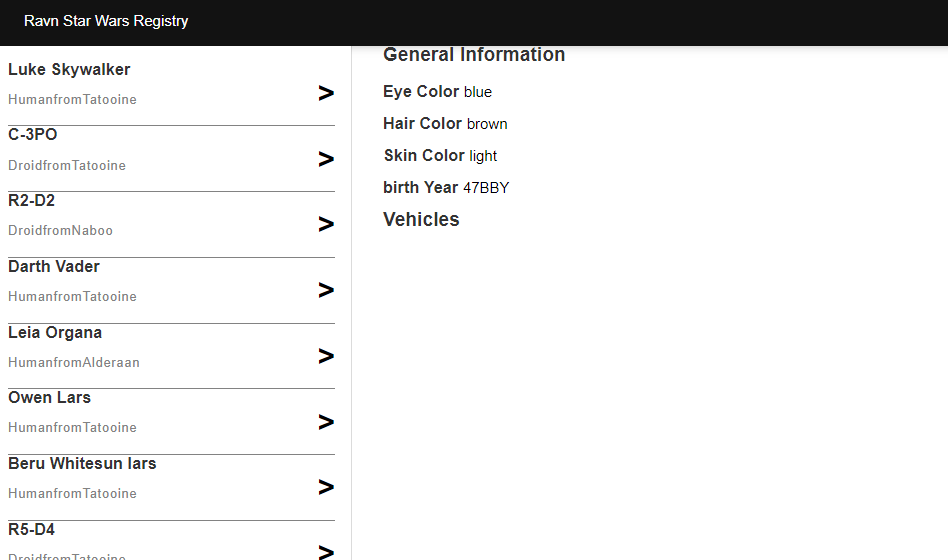 Ravn Star Wars Registry
Luke Skywalker
HumanfromTatooine
>
C-3PO
DroidfromTatooine
>
R2-D2
DroidfromNaboo
>
Darth Vader
HumanfromTatooine
>
Leia Organa
HumanfromAlderaan
>
Owen Lars
HumanfromTatooine
>
Beru Whitesun lars
HumanfromTatooine
>
R5-D4
DroidfromTatooine
>
General Information
Eye Color blue
Hair Color brown
Skin Color light
birth Year 47BBY
Vehicles